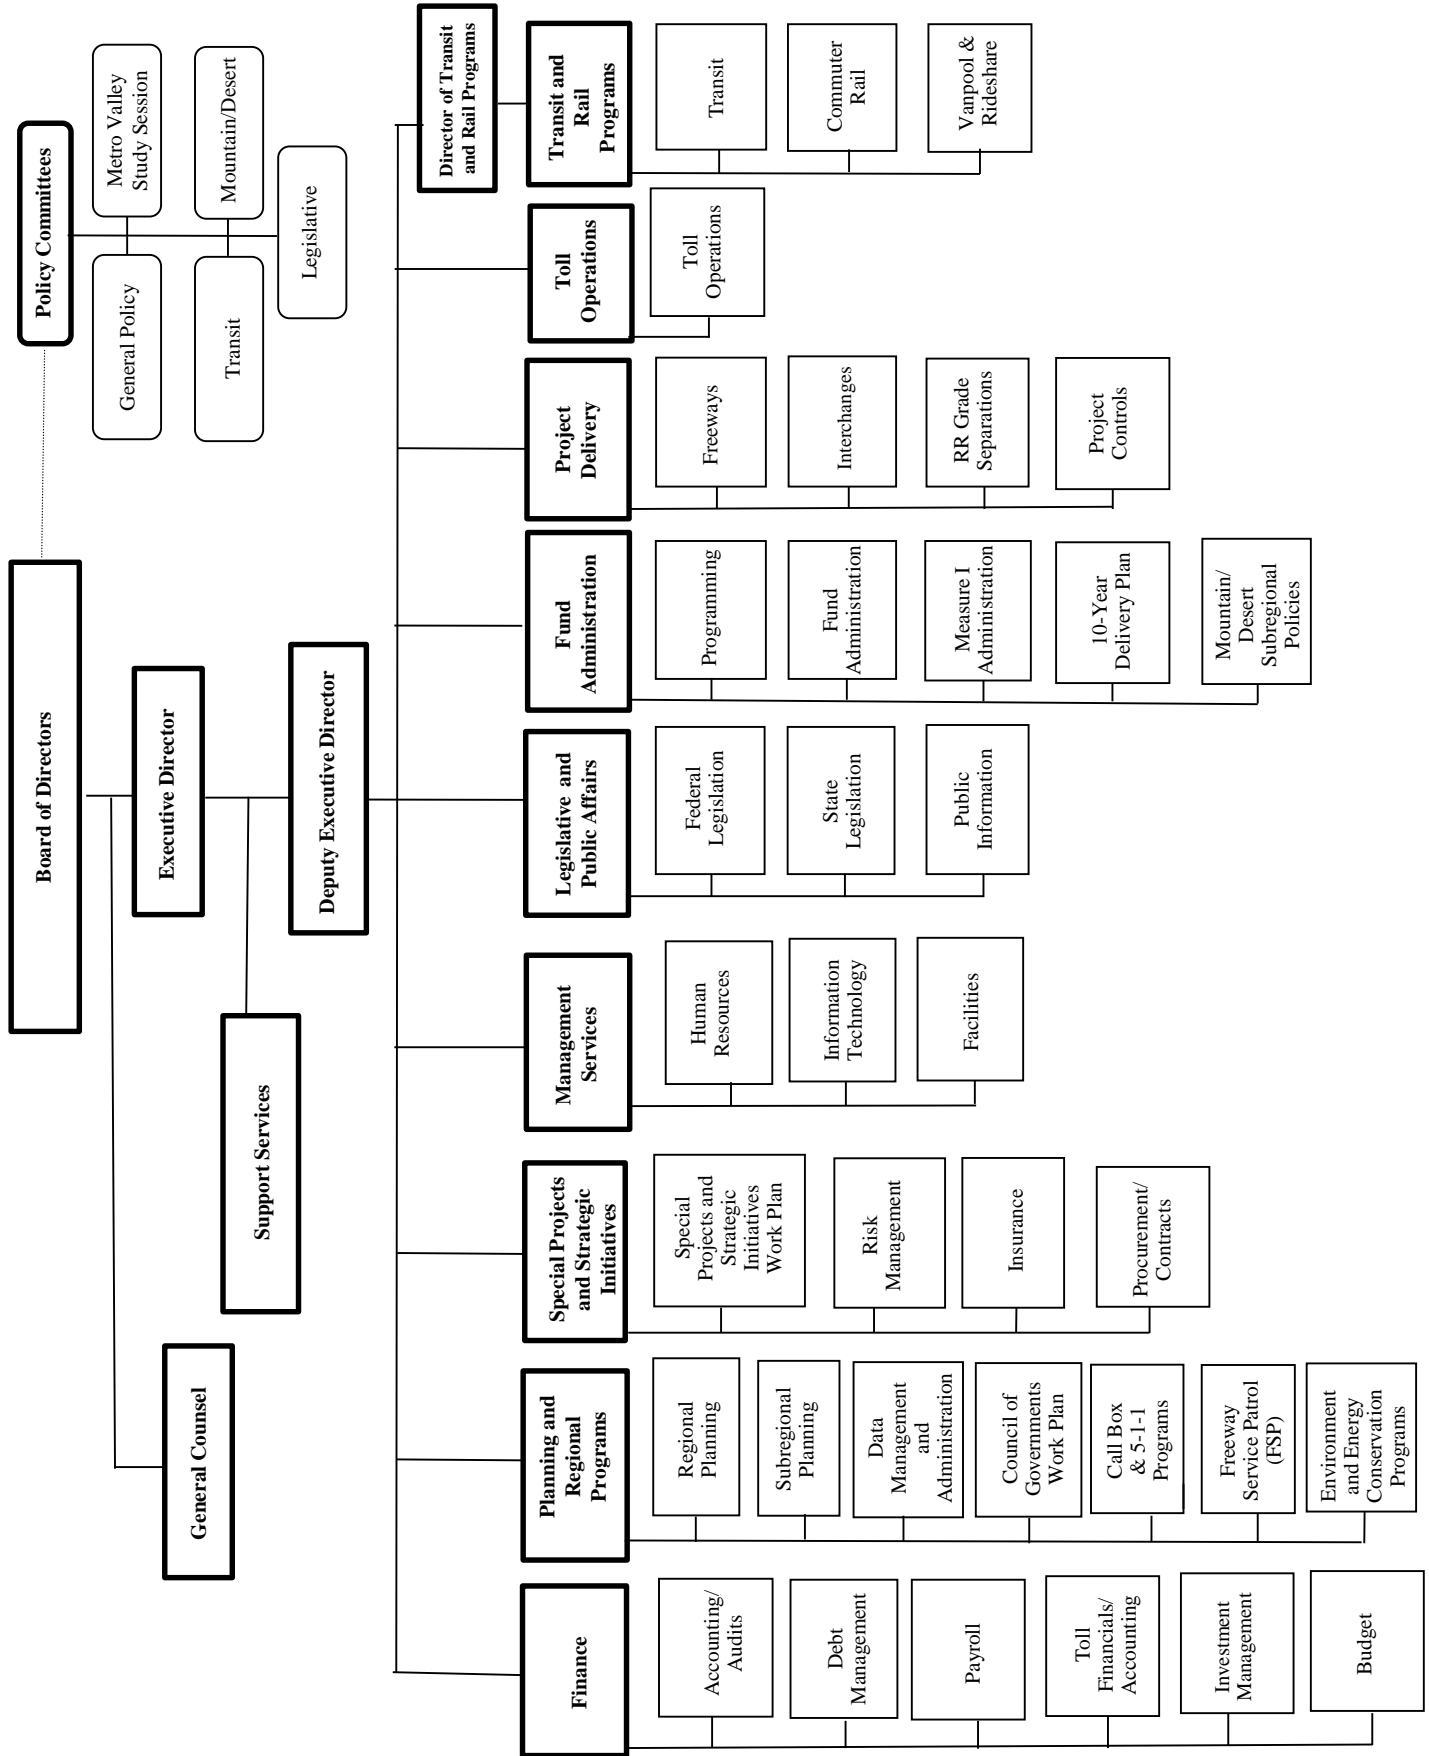 Board of Directors
Policy Committees
General Policy
Metro Valley
Study Session
Transit
Mountain/Desert
Legislative
General Counsel
Executive Director
Support Services
Deputy Executive Director
Director of Transit
and Rail Programs
Finance
Accounting/
Audits
Debt
Management
Payroll
Toll
Financials/
Accounting
Investment
Management
Budget
Planning and
Regional
Programs
Regional
Planning
Subregional
Planning
Data
Management
and
Administration
Council of
Governments
Work Plan
Call Box
& 5-1-1
Programs
Freeway
Service Patrol
(FSP)
Environment
and Energy
Conservation
Programs
Special Projects
and Strategic
Initiatives
Special
Projects and
Strategic
Initiatives
Work Plan
Risk
Management
Insurance
Procurement/
Contracts
Management
Services
Human
Resources
Information
Technology
Facilities
Legislative and
Public Affairs
Federal
Legislation
State
Legislation
Public
Information
Fund
Administration
Programming
Fund
Administration
Measure I
Administration
10-Year
Delivery Plan
Mountain/
Desert
Subregional
Policies
Project
Delivery
Freeways
Interchanges
RR Grade
Separations
Project
Controls
Toll
Operations
Toll
Operations
Transit and
Rail
Programs
Transit
Commuter
Rail
Vanpool &
Rideshare